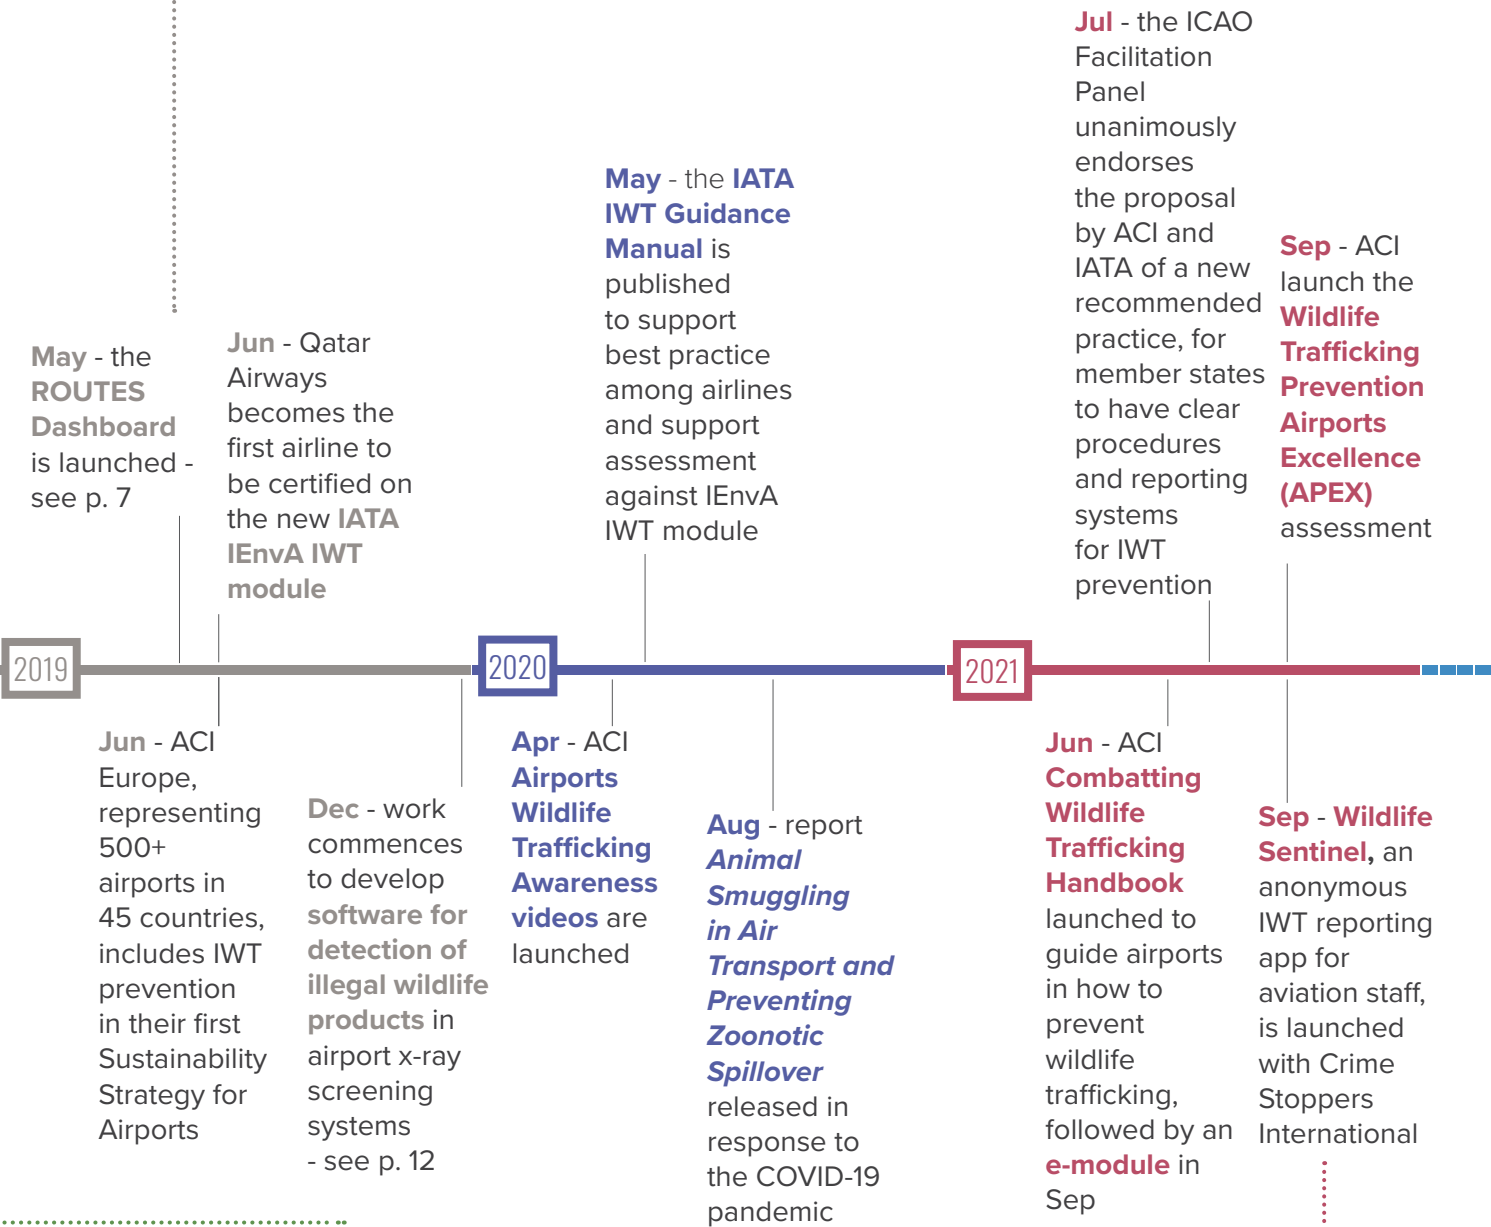 May - the
ROUTES
Dashboard
is launched -
see p. 7
Jun - Qatar
Airways
becomes the
first airline to
be certified on
the new IATA
IEnvA IWT
module
May - the IATA
IWT Guidance
Manual is
published
to support
best practice
among airlines
and support
assessment
against IEnvA
IWT module
Jul - the ICAO
Facilitation
Panel
unanimously
endorses
the proposal
by ACI and
IATA of a new
recommended
practice, for
member states
to have clear
procedures
and reporting
systems
for IWT
prevention
Sep - ACI
launch the
Wildlife
Trafficking
Prevention
Airports
Excellence
(APEX)
assessment
2019
2020
2021
Jun - ACI
Europe,
representing
500+
airports in
45 countries,
includes IWT
prevention
in their first
Sustainability
Strategy for
Airports
Dec - work
commences
to develop
software for
detection of
illegal wildlife
products in
airport x-ray
screening
systems
- see p. 12
Apr - ACI
Airports
Wildlife
Trafficking
Awareness
videos are
launched
Aug - report
Animal
Smuggling
in Air
Transport and
Preventing
Zoonotic
Spillover
released in
response to
the COVID-19
pandemic
Jun - ACI
Combatting
Wildlife
Trafficking
Handbook
launched to
guide airports
in how to
prevent
wildlife
trafficking,
followed by an
e-module in
Sep
Sep - Wildlife
Sentinel, an
anonymous
IWT reporting
app for
aviation staff,
is launched
with Crime
Stoppers
International